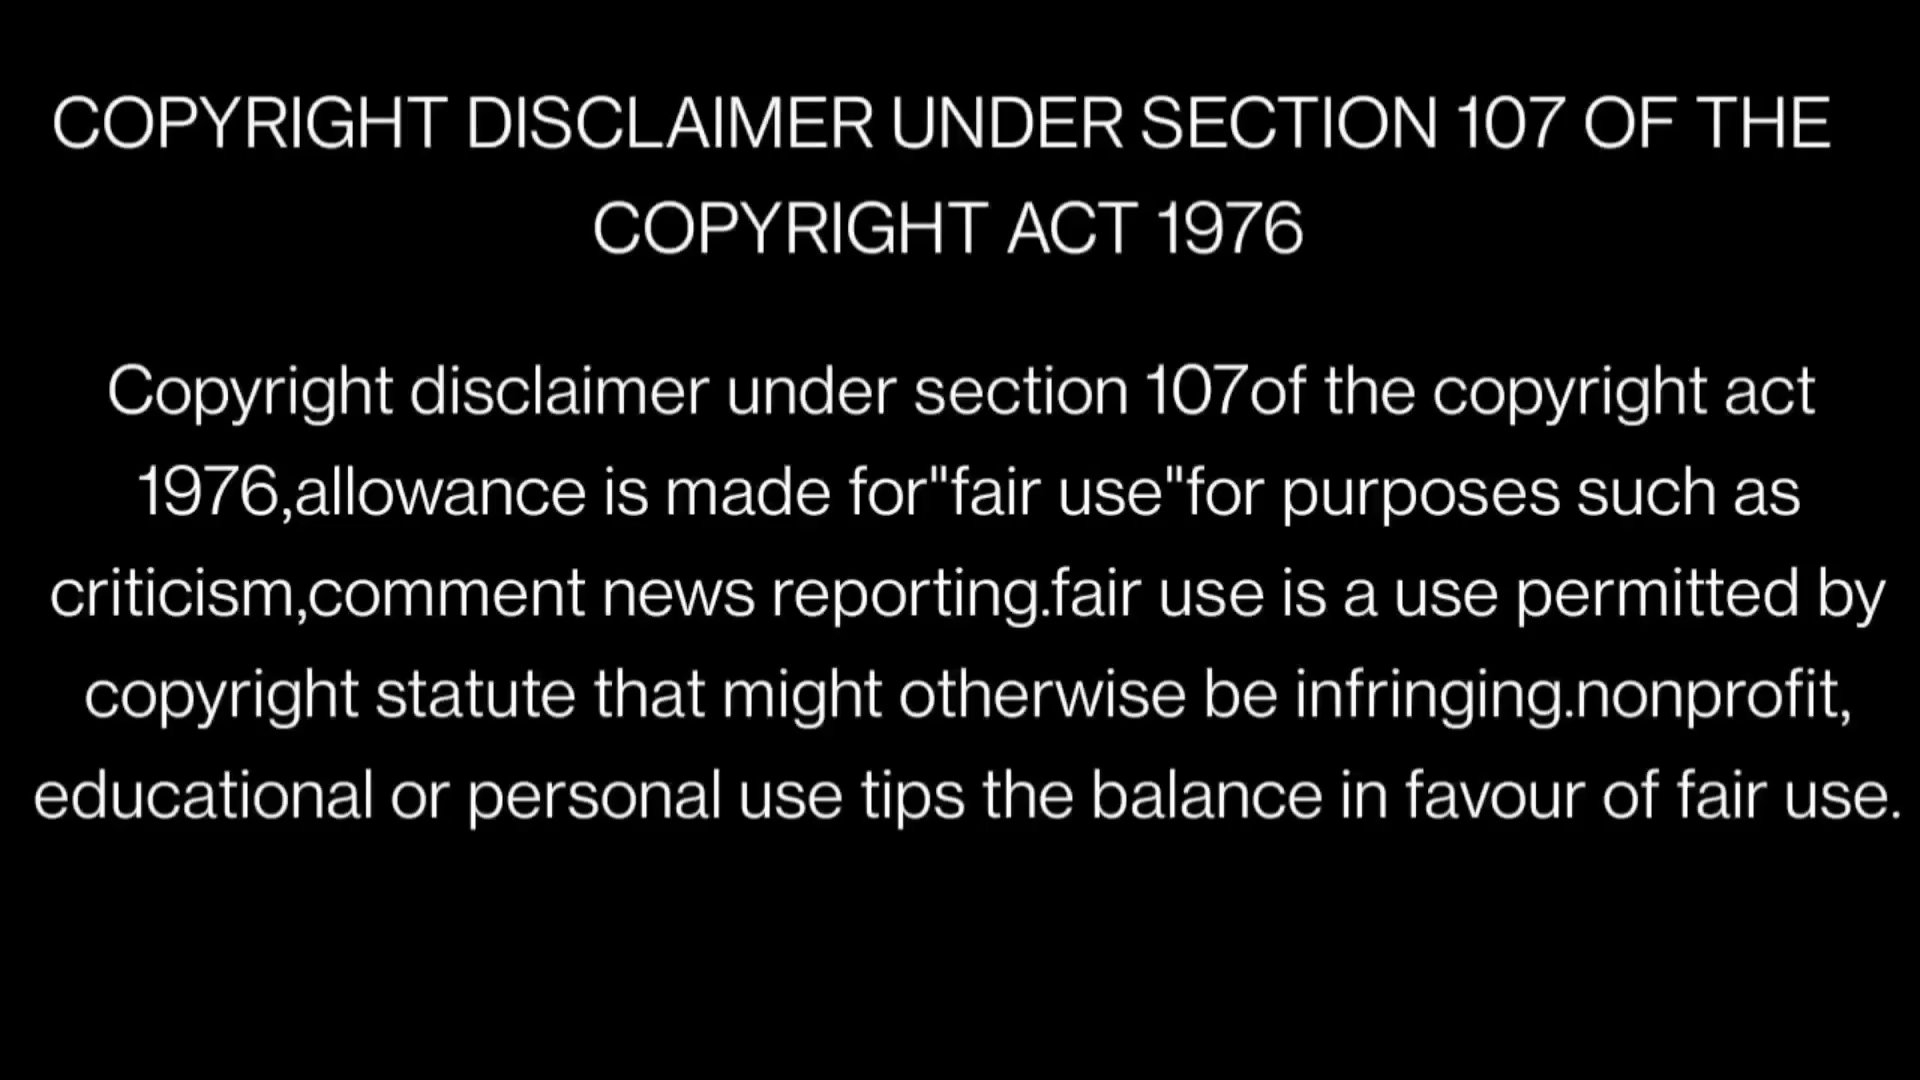 COPYRIGHT DISCLAIMER UNDER SECTION 107 OF THE
COPYRIGHT ACT 1976
Copyright disclaimer under section 107of the copyright act
1976,allowance is made for"fair use"for purposes such as
criticism,comment news reporting.fair use is a use permitted by
copyright statute that might otherwise be infringing.nonprofit,
educational or personal use tips the balance in favour of fair use.